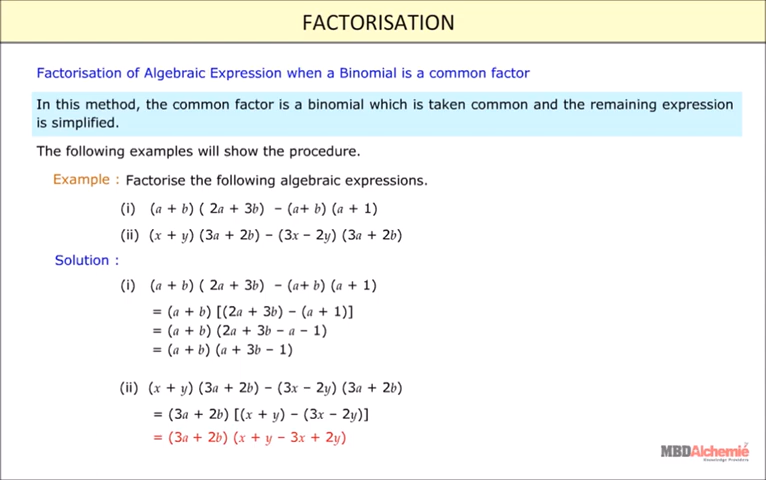 FACTORISATION
Factorisation of Algebraic Expression when a Binomial is a common factor
In this method, the common factor is a binomial which is taken common and the remaining expression
is simplified.
The following examples will show the procedure.
Example : Factorise the following algebraic expressions.
(i) (a + b) ( 2a + 3b) − (a+ b) (a + 1)
(ii) (x + y) (3a + 2b) − (3x − 2y) (3a + 2b)
Solution :
(i) (a + b) ( 2a + 3b) − (a+ b) (a + 1)
= (a + b) [(2a + 3b) − (a + 1)]
= (a + b) (2a + 3b − a − 1)
= (a + b) (a + 3b − 1)
(ii) (x + y) (3a + 2b) − (3x − 2y) (3a + 2b)
= (3a + 2b) [(x + y) − (3x − 2y)]
= (3a + 2b) (x + y − 3x + 2y)
MBDAlchemie
Knowledge Providers